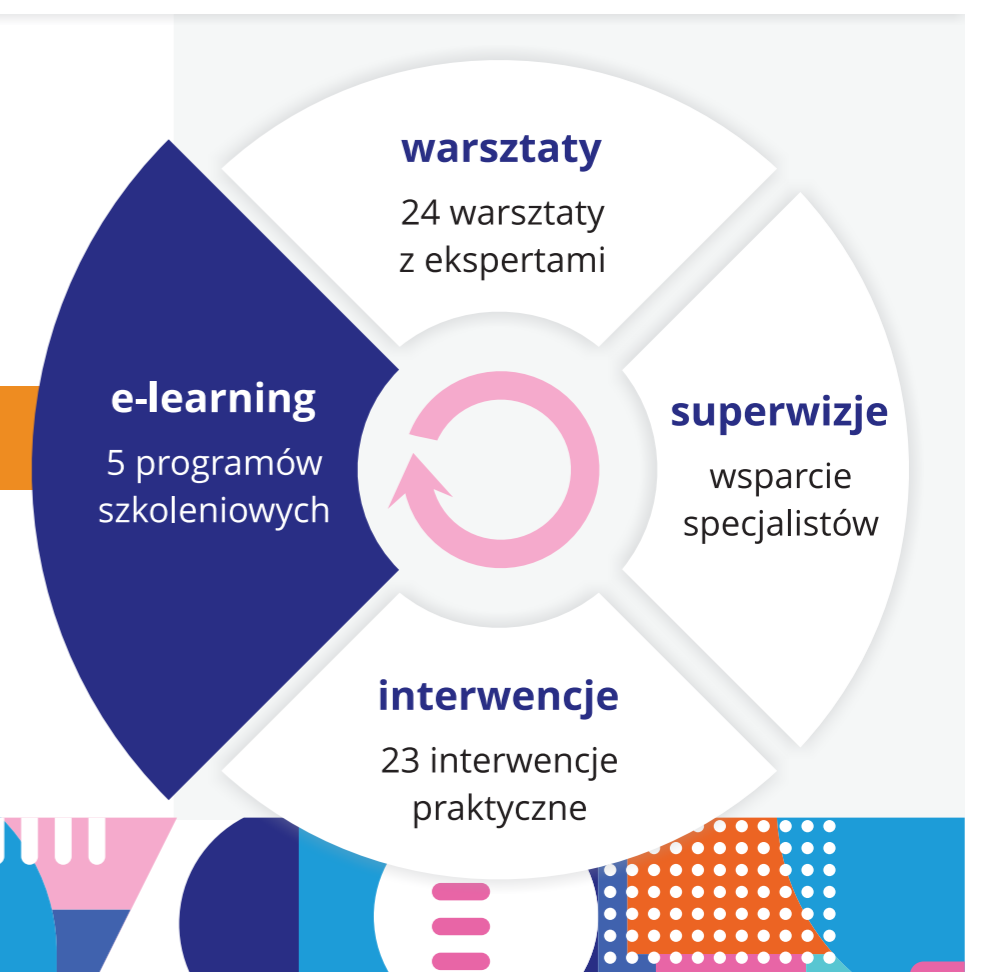 warsztaty
24 warsztaty
z ekspertami
e-learning
5 programów
szkoleniowych
superwizje
wsparcie
specjalistów
interwencje
23 interwencje
praktyczne